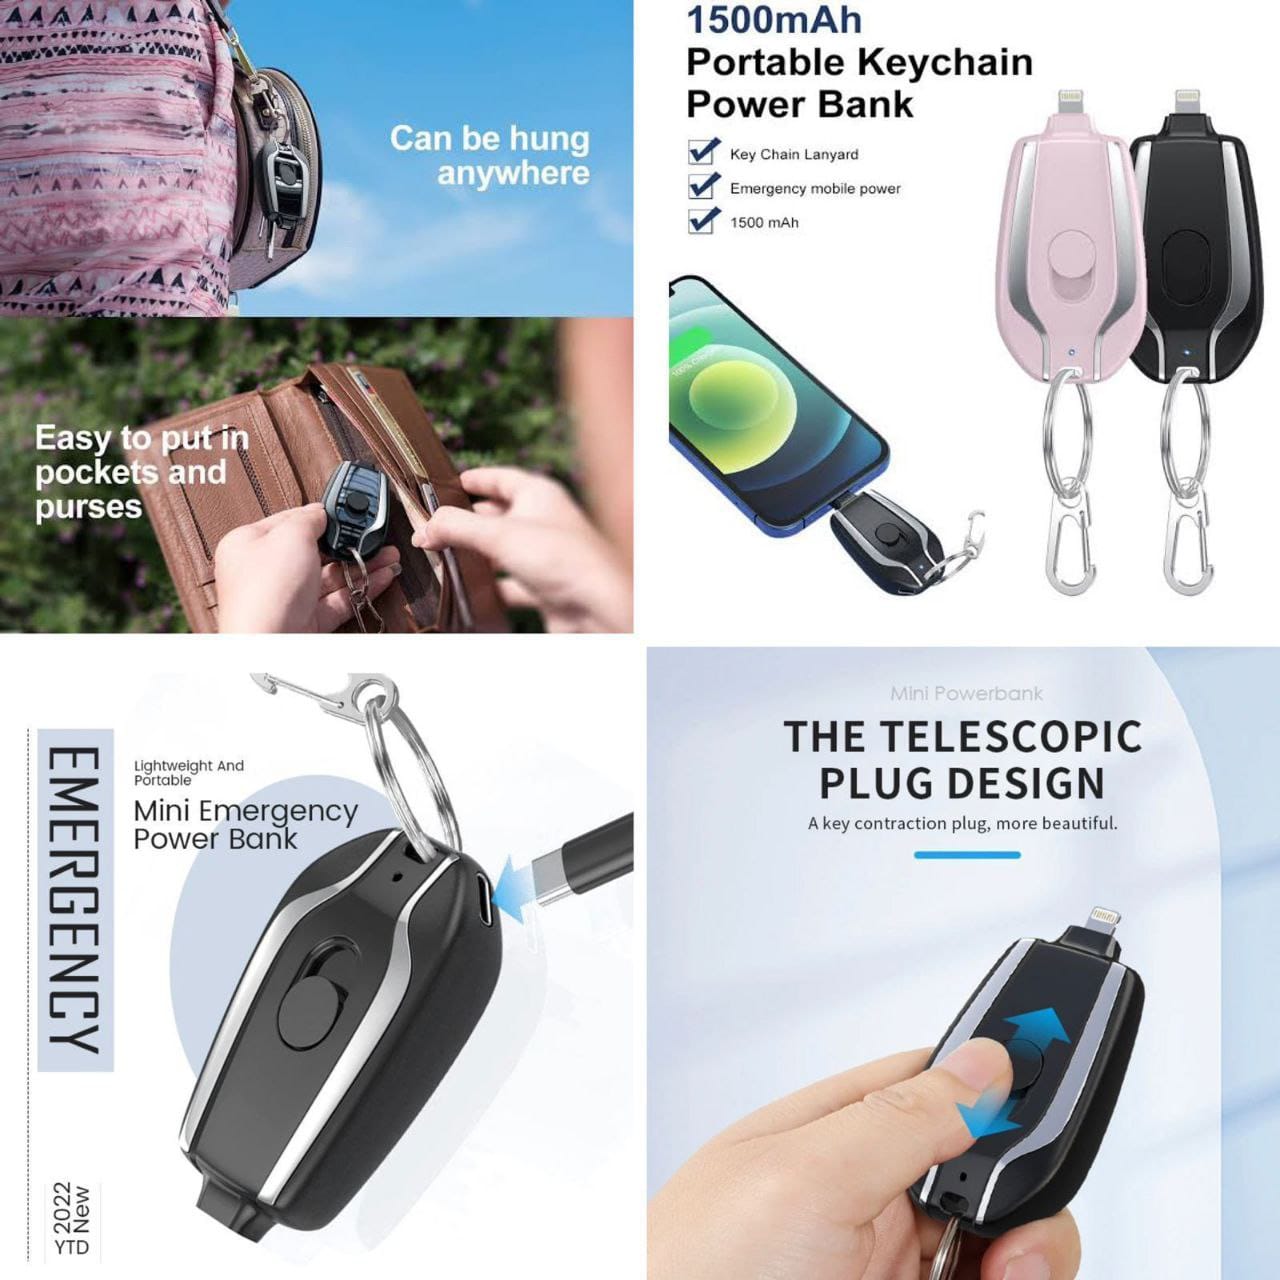 Can be hung
anywhere
Easy to put in
pockets and
purses
1500mAh
Portable Keychain
Power Bank
Key Chain Lanyard
Emergency mobile power
1500 mAh
EMERGENCY
Lightweight And
Portable
Mini Emergency
Power Bank
2022
New
YTD
Mini Powerbank
THE TELESCOPIC
PLUG DESIGN
A key contraction plug, more beautiful.